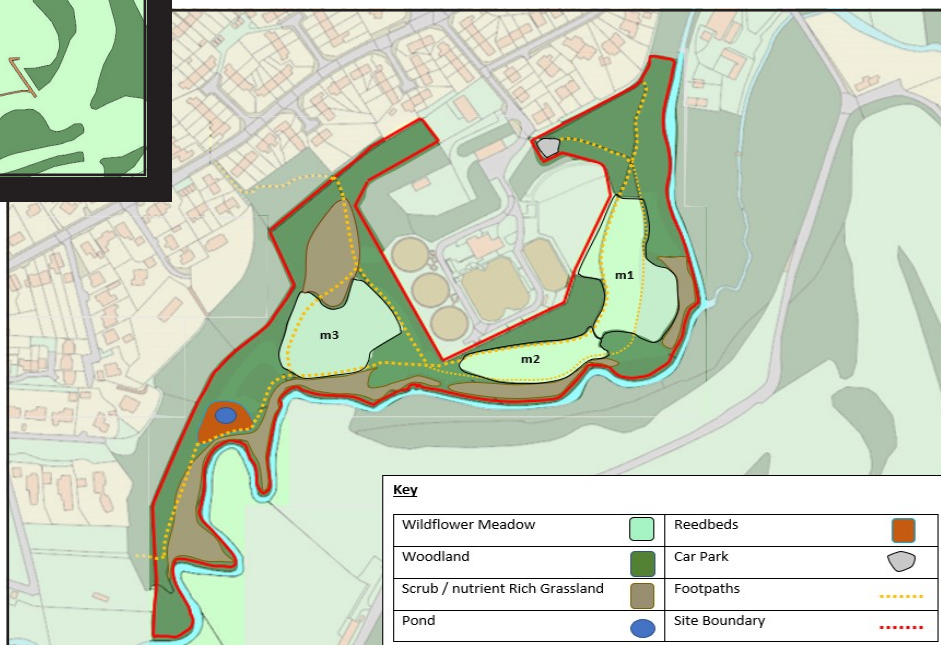 m1
m3
m2
Key
Wildflower Meadow
Reedbeds
Woodland
Car Park
Scrub / nutrient Rich Grassland
Footpaths
Pond
Site Boundary